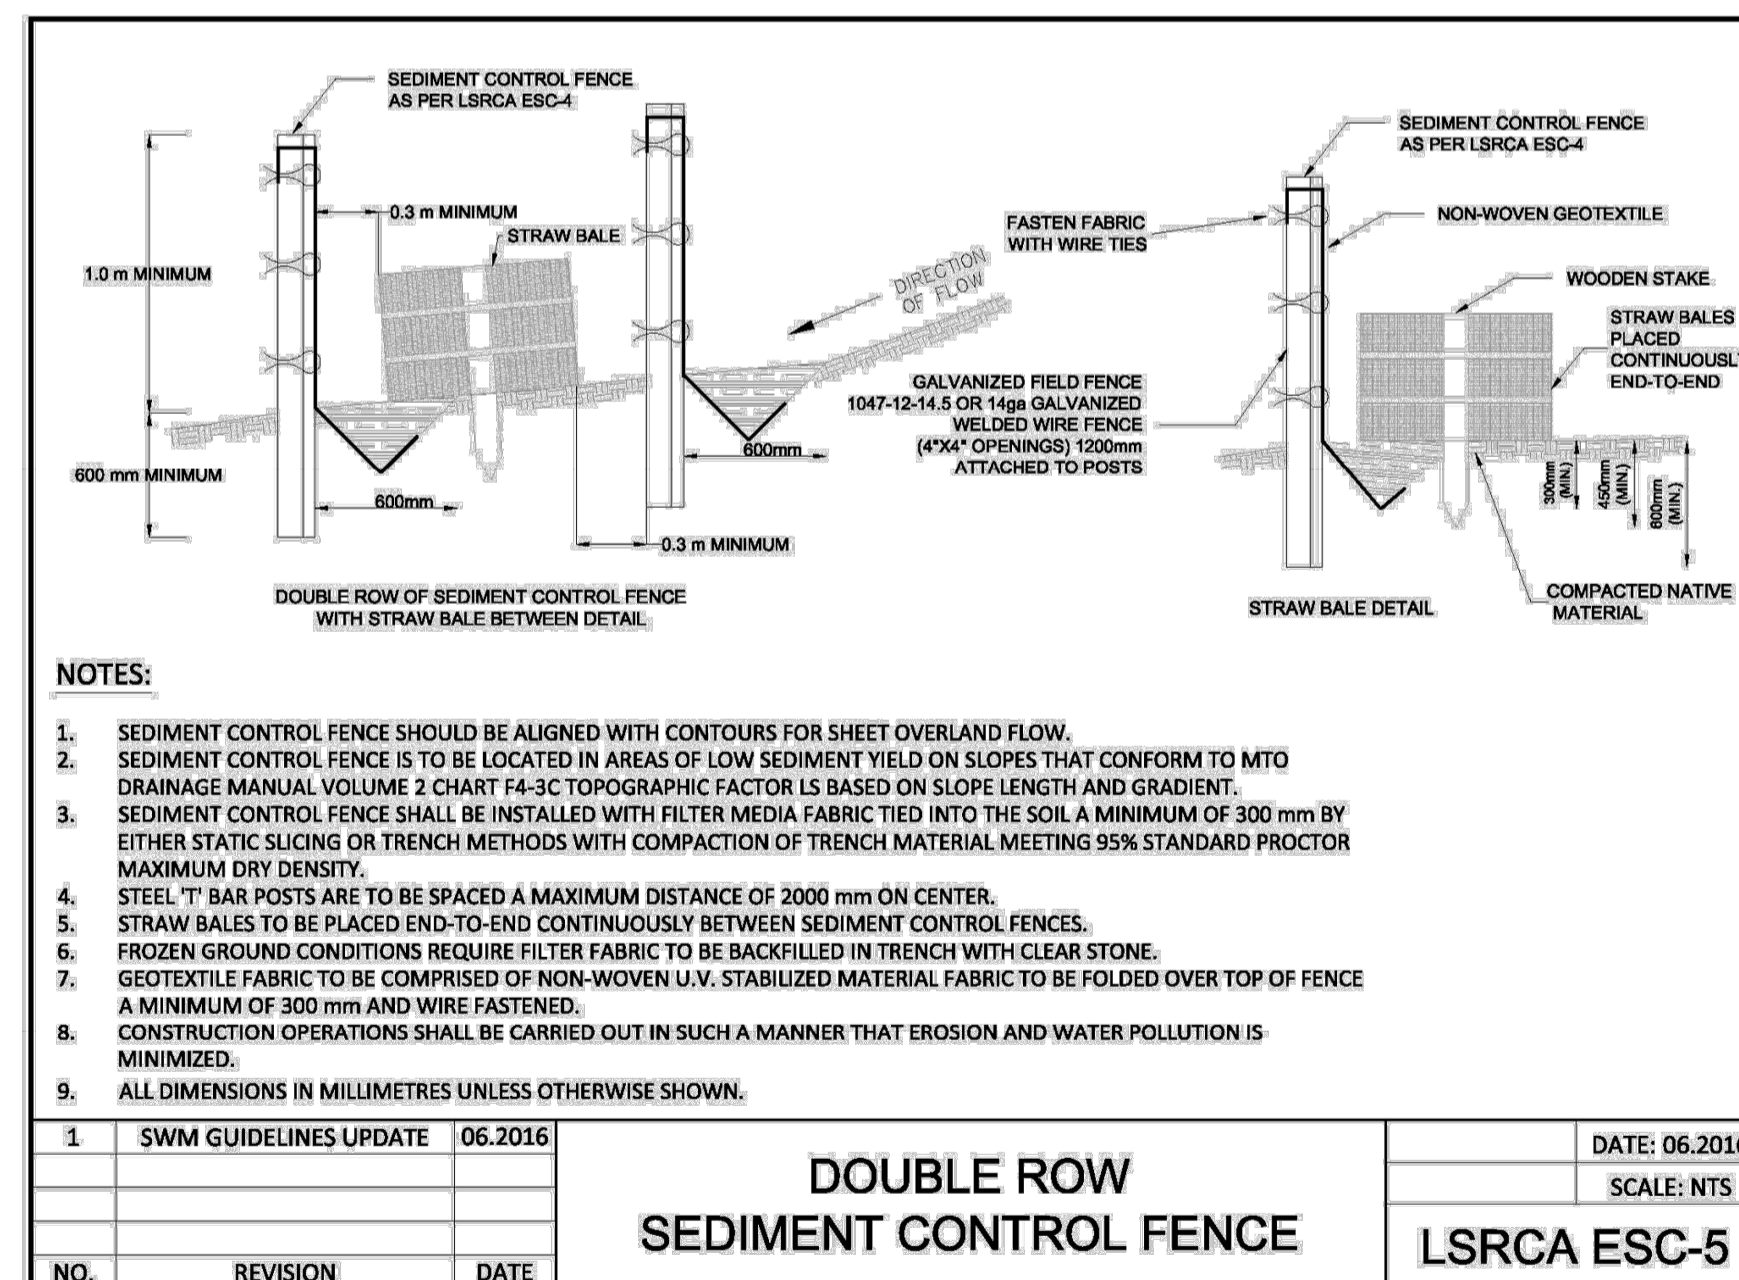 SEDIMENT CONTROL FENCE
AS PER LSRCA ESC-4
0.3 m MINIMUM
STRAW BALE
1.0 m MINIMUM
DIRECTION
OF FLOW
600 mm MINIMUM
600mm
600mm
0.3 m MINIMUM
DOUBLE ROW OF SEDIMENT CONTROL FENCE
WITH STRAW BALE BETWEEN DETAIL
SEDIMENT CONTROL FENCE
AS PER LSRCA ESC-4
FASTEN FABRIC
WITH WIRE TIES
NON-WOVEN GEOTEXTILE
WOODEN STAKE
STRAW BALES
PLACED
CONTINUOUSLY
END-TO-END
GALVANIZED FIELD FENCE
1047-12-14.5 OR 14ga GALVANIZED
WELDED WIRE FENCE
(4"X4" OPENINGS) 1200mm
ATTACHED TO POSTS
300mm
(MIN.)
450mm
(MIN.)
(MIN.)
COMPACTED NATIVE
MATERIAL
STRAW BALE DETAIL
NOTES:
1. SEDIMENT CONTROL FENCE SHOULD BE ALIGNED WITH CONTOURS FOR SHEET OVERLAND FLOW.
2. SEDIMENT CONTROL FENCE IS TO BE LOCATED IN AREAS OF LOW SEDIMENT YIELD ON SLOPES THAT CONFORM TO MTO
DRAINAGE MANUAL VOLUME 2 CHART F4-3C TOPOGRAPHIC FACTOR LS BASED ON SLOPE LENGTH AND GRADIENT.
3. SEDIMENT CONTROL FENCE SHALL BE INSTALLED WITH FILTER MEDIA FABRIC TIED INTO THE SOIL A MINIMUM OF 300 mm BY
EITHER STATIC SLICING OR TRENCH METHODS WITH COMPACTION OF TRENCH MATERIAL MEETING 95% STANDARD PROCTOR
MAXIMUM DRY DENSITY.
4. STEEL 'T' BAR POSTS ARE TO BE SPACED A MAXIMUM DISTANCE OF 2000 mm ON CENTER.
5. STRAW BALES TO BE PLACED END-TO-END CONTINUOUSLY BETWEEN SEDIMENT CONTROL FENCES.
6. FROZEN GROUND CONDITIONS REQUIRE FILTER FABRIC TO BE BACKFILLED IN TRENCH WITH CLEAR STONE.
7. GEOTEXTILE FABRIC TO BE COMPRISED OF NON-WOVEN U.V. STABILIZED MATERIAL FABRIC TO BE FOLDED OVER TOP OF FENCE
A MINIMUM OF 300 mm AND WIRE FASTENED.
8. CONSTRUCTION OPERATIONS SHALL BE CARRIED OUT IN SUCH A MANNER THAT EROSION AND WATER POLLUTION IS
MINIMIZED.
9. ALL DIMENSIONS IN MILLIMETRES UNLESS OTHERWISE SHOWN.
1 SWM GUIDELINES UPDATE 06.2016
NO. REVISION DATE
DOUBLE ROW
SEDIMENT CONTROL FENCE
DATE: 06.2016
SCALE: NTS
LSRCA ESC-5